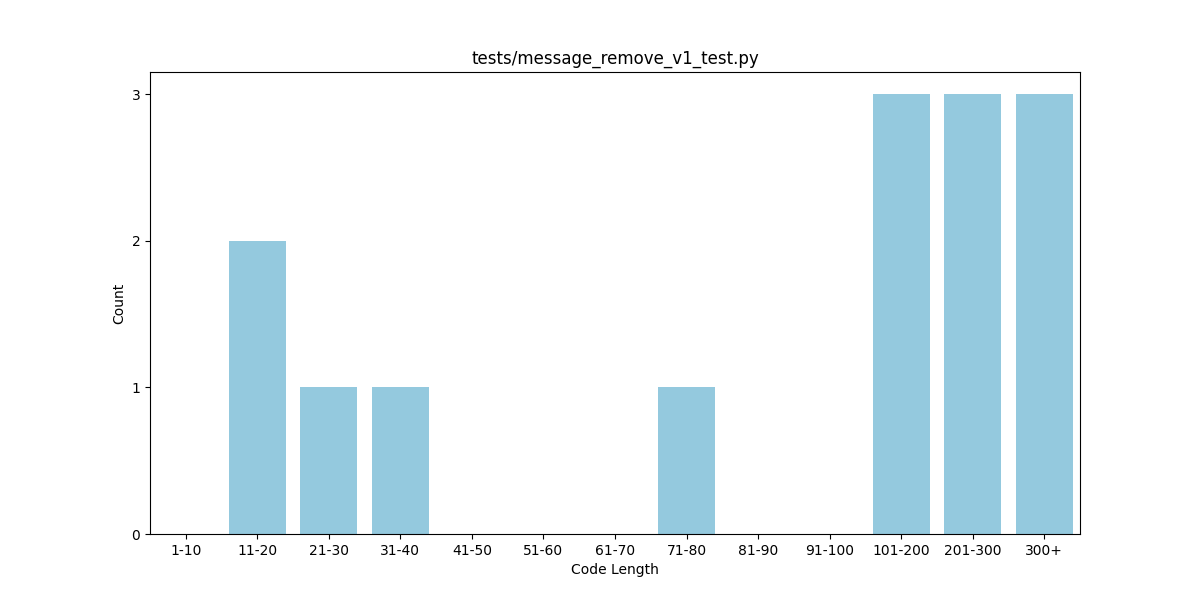 tests/message_remove_v1_test.py
3
2
1
0
Count
1-10 11-20 21-30 31-40 41-50 51-60 61-70 71-80 81-90 91-100 101-200 201-300 300+
Code Length